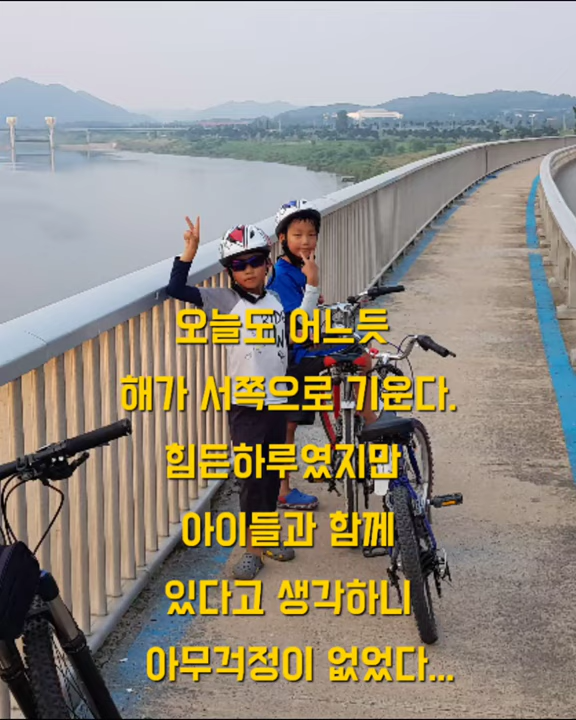 오늘도 어느듯
해가 서쪽으로 기운다.
힘든하루였지만
아이들과 함께
있다고 생각하니
아무걱정이 없었다...